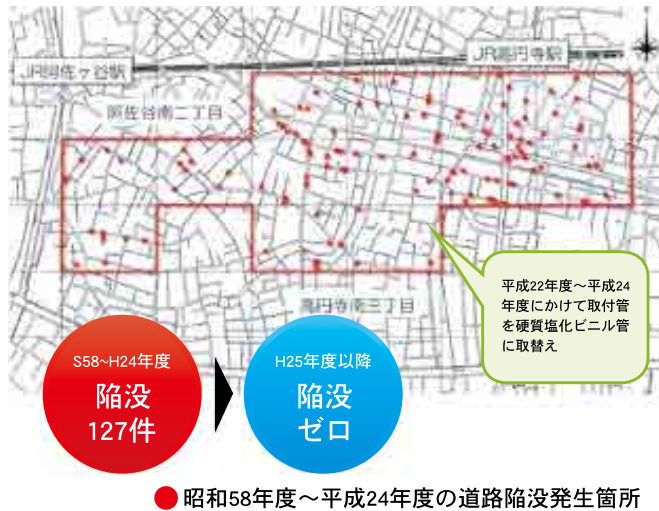 JR高円寺駅
JR阿佐ヶ谷駅
阿佐谷南二丁目
高円寺南三丁目
平成22年度～平成24
年度にかけて取付管
を硬質塩化ビニル管
に取替え
S58~H24年度
陥没
127件
H25年度以降
陥没
ゼロ
昭和58年度～平成24年度の道路陥没発生箇所